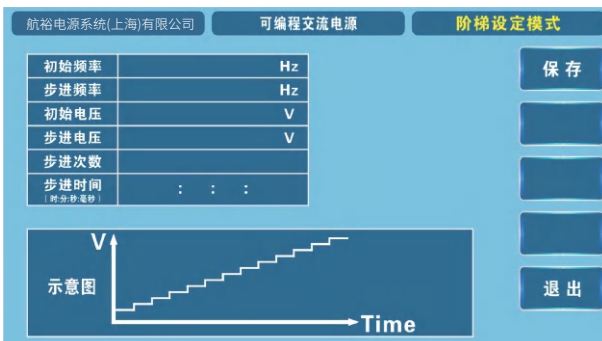 航裕电源系统(上海)有限公司 可编程交流电源 阶梯设定模式
初始频率 Hz
步进频率 Hz
初始电压 V
步进电压 V
步进次数
步进时间 : : :
(时:分:秒:毫秒)
保存
V
示意图
Time
退出